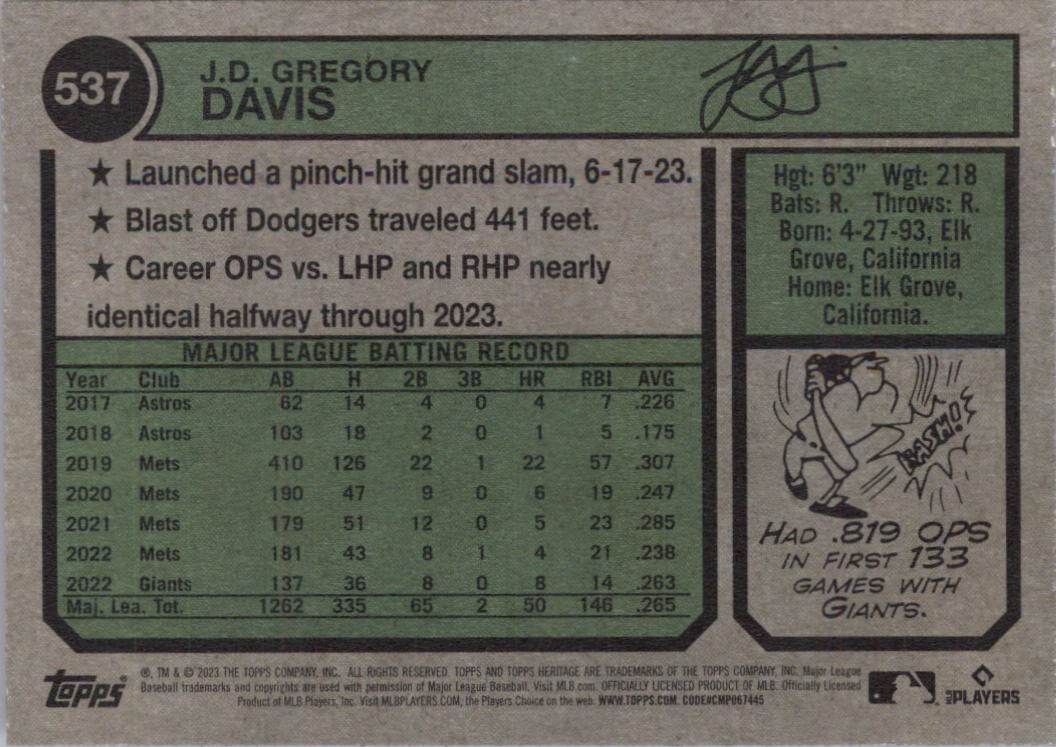 537
J.D. GREGORY
DAVIS
★ Launched a pinch-hit grand slam, 6-17-23.
★ Blast off Dodgers traveled 441 feet.
★ Career OPS vs. LHP and RHP nearly
identical halfway through 2023.
MAJOR LEAGUE BATTING RECORD
Year Club AB H 2B 3B HR RBI AVG
2017 Astros 62 14 4 0 4 7 .226
2018 Astros 103 18 2 0 1 5 .175
2019 Mets 410 126 22 1 22 57 .307
2020 Mets 190 47 9 0 6 19 .247
2021 Mets 179 51 12 0 5 23 .285
2022 Mets 181 43 8 1 4 21 .238
2022 Giants 137 36 8 0 8 14 .263
Maj. Lea. Tot. 1262 335 65 2 50 146 .265
Hgt: 6'3" Wgt: 218
Bats: R. Throws: R.
Born: 4-27-93, Elk
Grove, California
Home: Elk Grove,
California.
BASH!
HAD .819 OPS
IN FIRST 133
GAMES WITH
GIANTS.
topps
®, TM & © 2023 THE TOPPS COMPANY, INC. ALL RIGHTS RESERVED. TOPPS AND TOPPS HERITAGE ARE TRADEMARKS OF THE TOPPS COMPANY, INC. Major League
Baseball trademarks and copyrights are used with permission of Major League Baseball. Visit MLB.com. OFFICIALLY LICENSED PRODUCT OF MLB. Officially Licensed
Product of MLB Players, Inc. Visit MLBPLAYERS.COM, the Players Choice on the web. WWW.TOPPS.COM. CODE#CMP067445
MLB PLAYERS